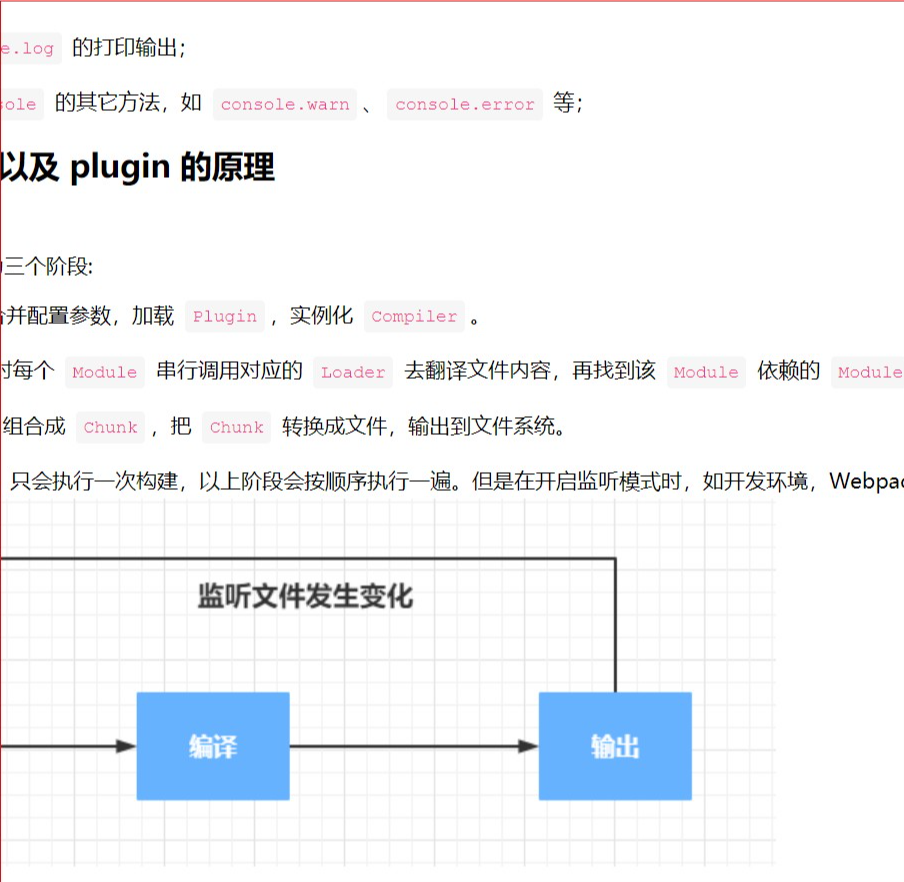 e.log 的打印输出；
sole 的其它方法，如 console.warn 、 console.error 等；
以及 plugin 的原理
三个阶段:
并配置参数，加载 Plugin ，实例化 Compiler 。
对每个 Module 串行调用对应的 Loader 去翻译文件内容，再找到该 Module 依赖的 Module
组合成 Chunk ，把 Chunk 转换成文件，输出到文件系统。
只会执行一次构建，以上阶段会按顺序执行一遍。但是在开启监听模式时，如开发环境，Webpac
监听文件发生变化
编译
输出